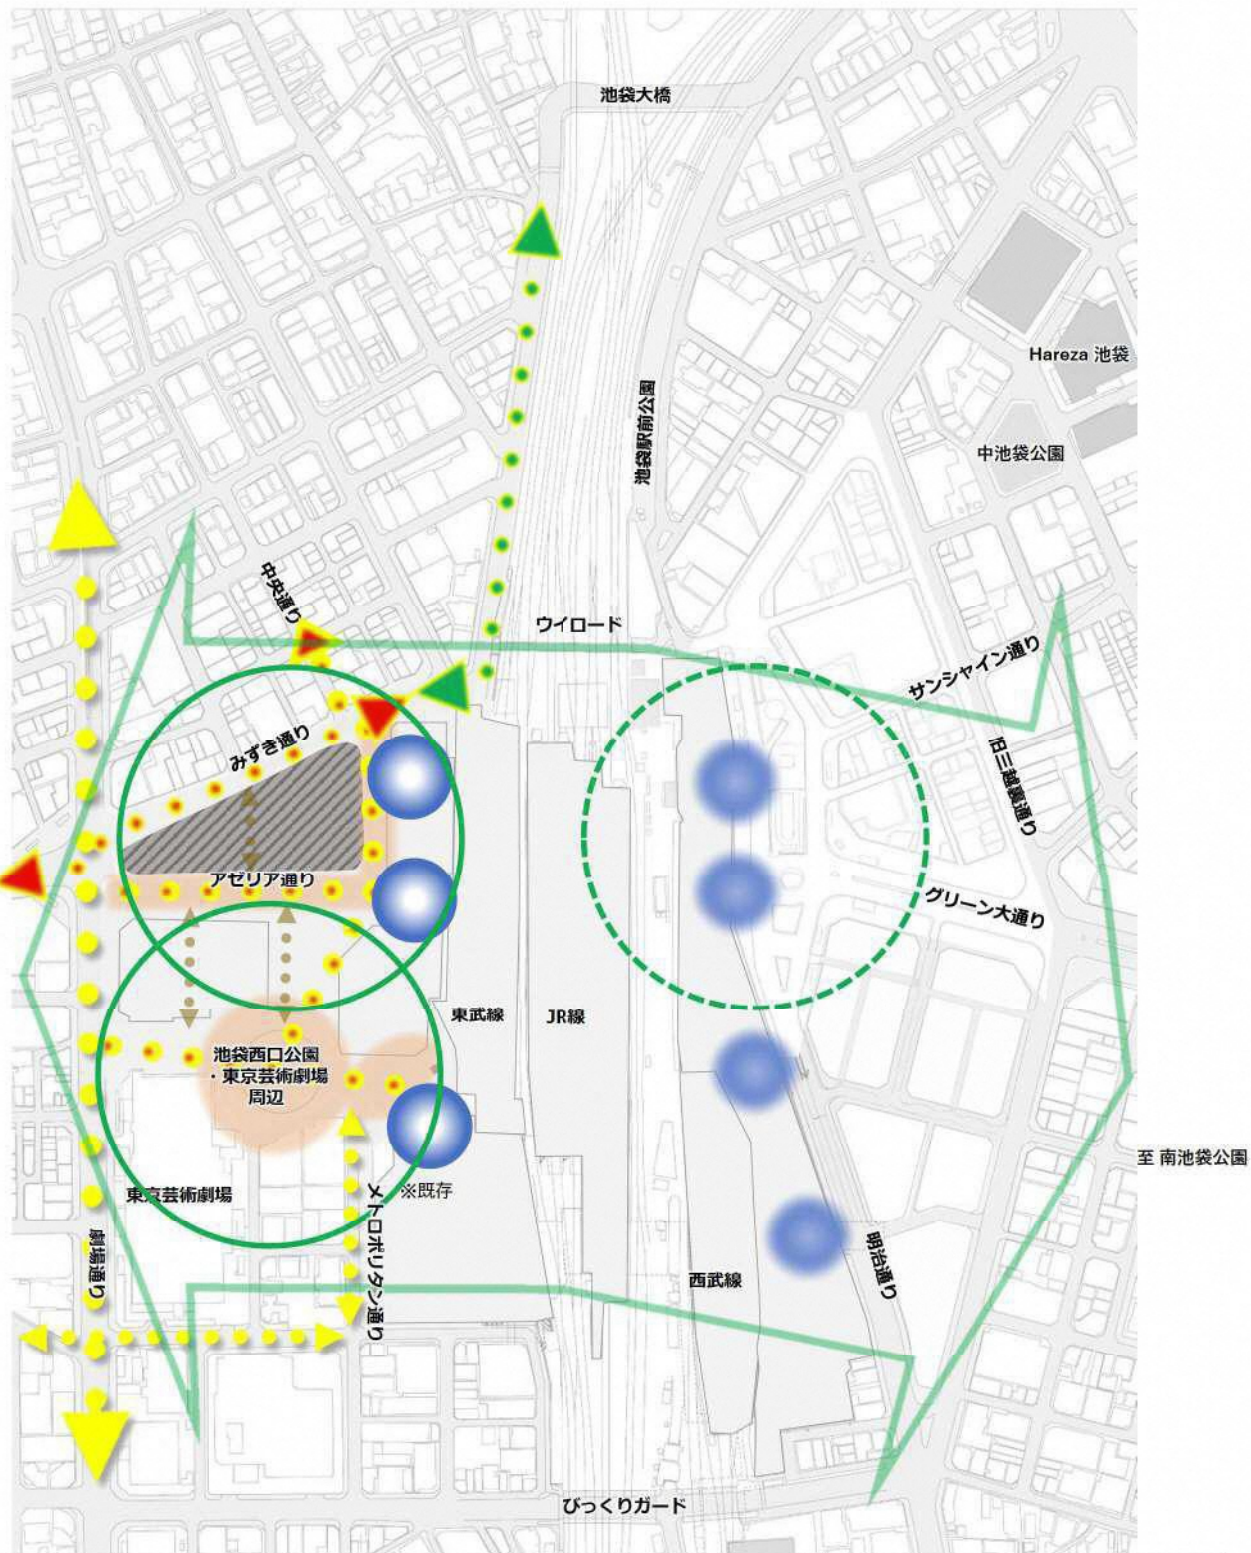 池袋大橋
Hareza 池袋
池袋駅前公園
中池袋公園
中央通り
ウイロード
サンシャイン通り
みずき通り
旧三越裏通り
アゼリア通り
グリーン大通り
東武線
JR線
池袋西口公園
・東京芸術劇場
周辺
至 南池袋公園
東京芸術劇場
※既存
メトロポリタン通り
劇場通り
明治通り
西武線
びっくりガード